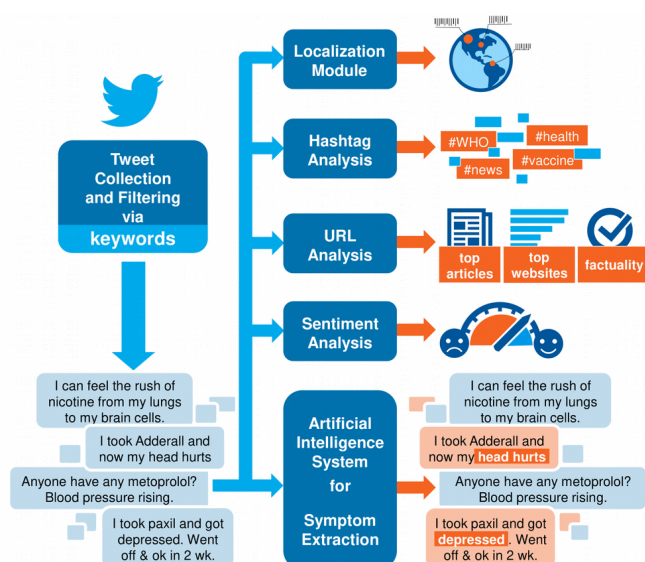 Tweet
Collection
and Filtering
via
keywords
I can feel the rush of
nicotine from my lungs
to my brain cells.
I took Adderall and
now my head hurts
Anyone have any metoprolol?
Blood pressure rising.
I took paxil and got
depressed. Went
off & ok in 2 wk.
Localization
Module
Hashtag
Analysis
#WHO
#health
#vaccine
#news
URL
Analysis
top
articles
top
websites
factuality
Sentiment
Analysis
Artificial
Intelligence
System
for
Symptom
Extraction
I can feel the rush of
nicotine from my lungs
to my brain cells.
I took Adderall and
now my head hurts
Anyone have any metoprolol?
Blood pressure rising.
I took paxil and got
depressed. Went
off & ok in 2 wk.